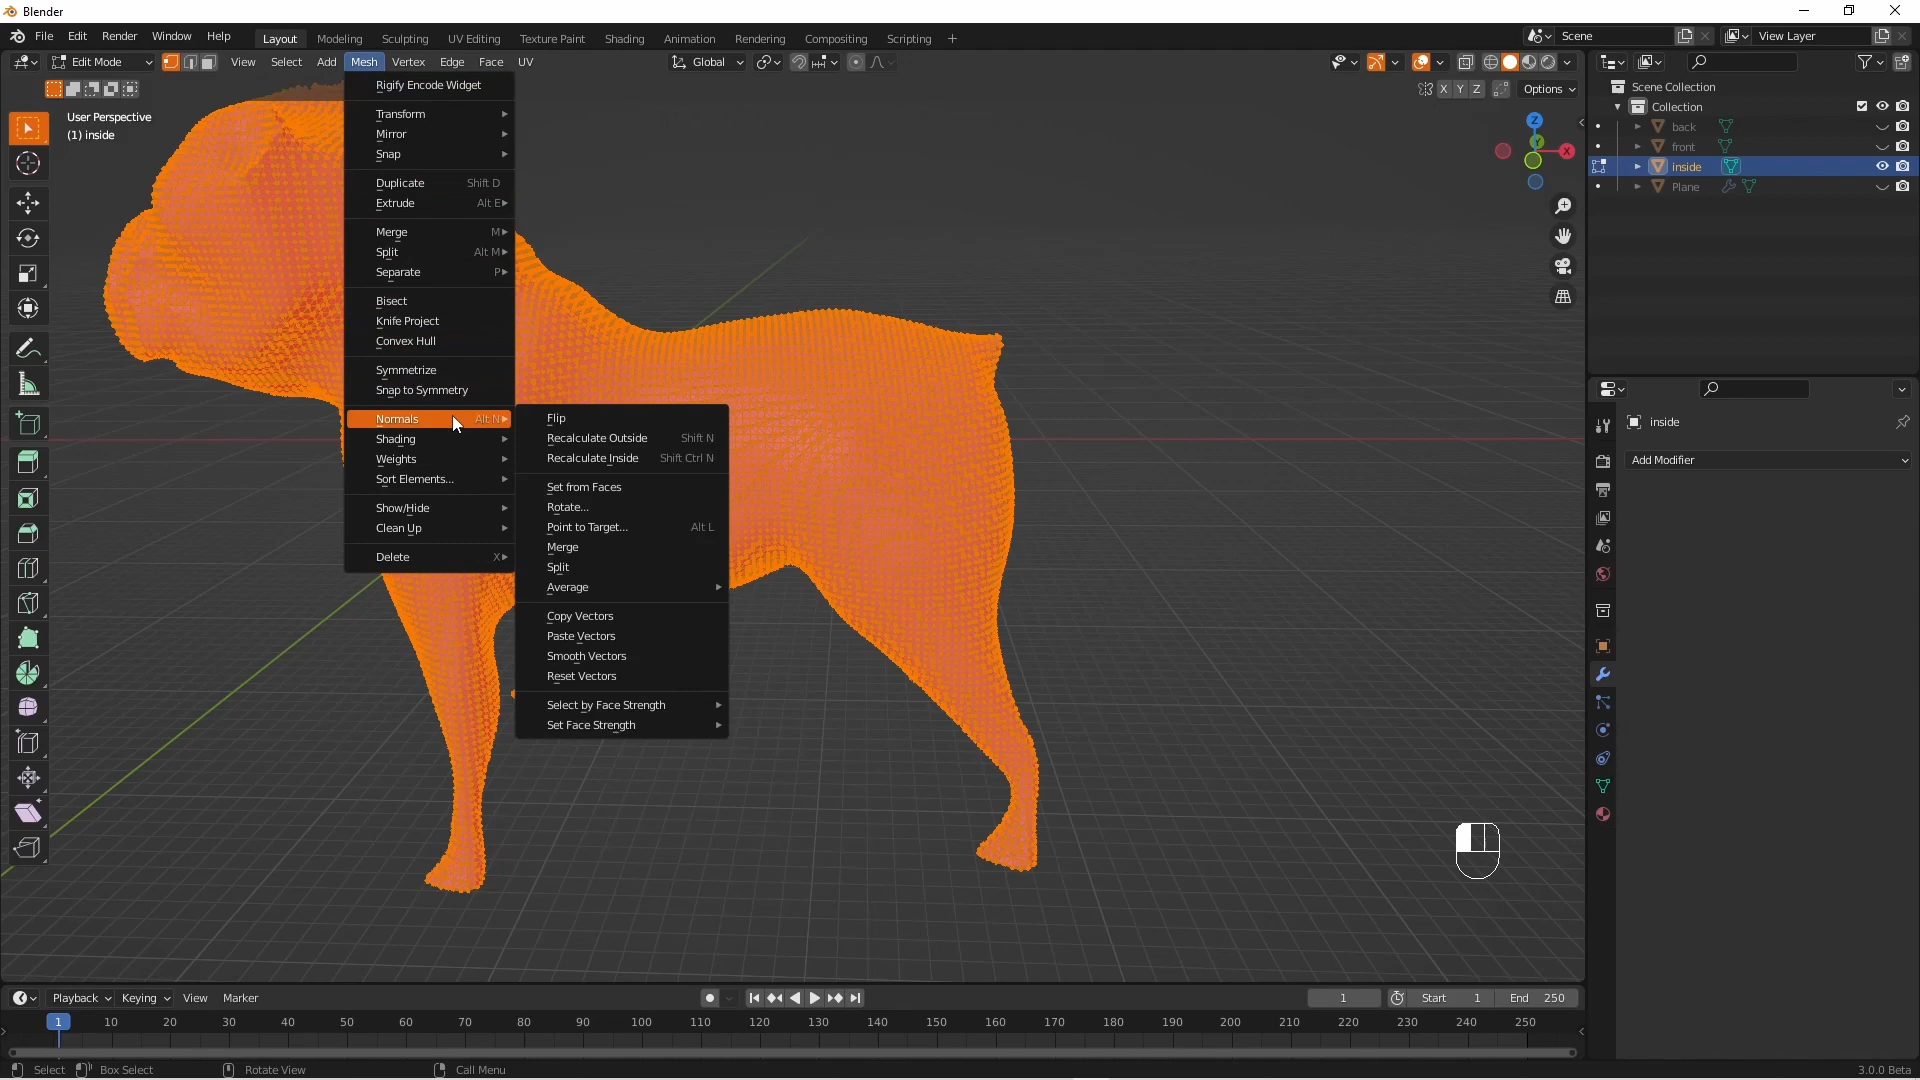 Blender
File Edit Render Window Help Layout Modeling Sculpting UV Editing Texture Paint Shading Animation Rendering Compositing Scripting + Scene View Layer
Edit Mode View Select Add Mesh Vertex Edge Face UV Global
X Y Z Options
User Perspective
(1) inside
Rigify Encode Widget
Transform
Mirror
Snap
Duplicate Shift D
Extrude Alt E
Merge M
Split Alt M
Separate P
Bisect
Knife Project
Convex Hull
Symmetrize
Snap to Symmetry
Normals Alt N
Shading
Weights
Sort Elements...
Show/Hide
Clean Up
Delete X
Flip
Recalculate Outside Shift N
Recalculate Inside Shift Ctrl N
Set from Faces
Rotate...
Point to Target... Alt L
Merge
Split
Average
Copy Vectors
Paste Vectors
Smooth Vectors
Reset Vectors
Select by Face Strength
Set Face Strength
Z
Y
X
Scene Collection
Collection
back
front
inside
Plane
inside
Add Modifier
Playback Keying View Marker 1 Start 1 End 250
1 10 20 30 40 50 60 70 80 90 100 110 120 130 140 150 160 170 180 190 200 210 220 230 240 250
Select Box Select Rotate View Call Menu 3.0.0 Beta